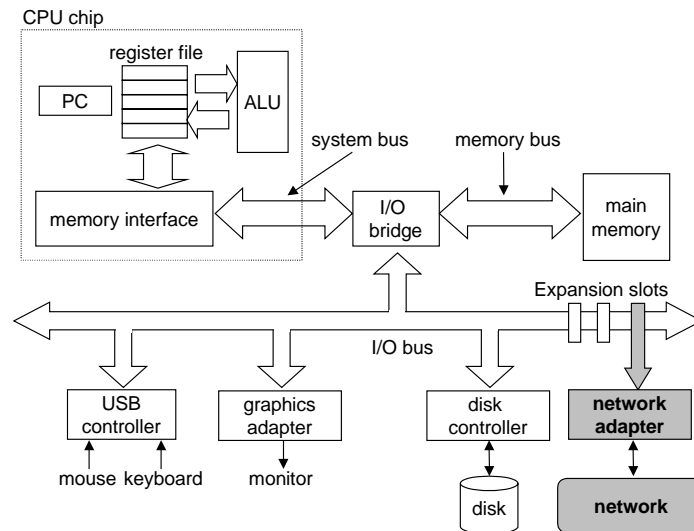 CPU chip
register file
PC
ALU
system bus
memory bus
memory interface
I/O
bridge
main
memory
Expansion slots
I/O bus
USB
controller
graphics
adapter
disk
controller
network
adapter
mouse keyboard
monitor
disk
network